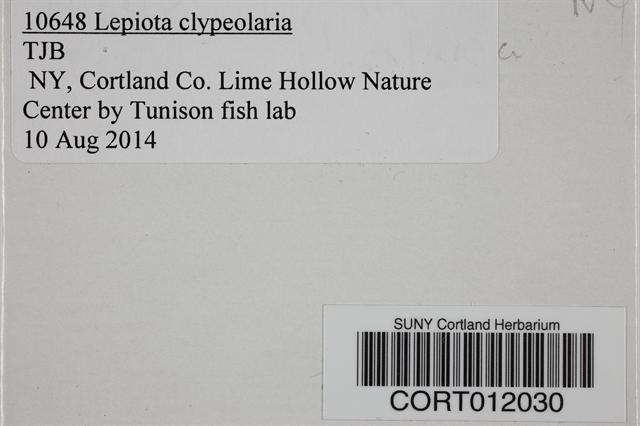 10648 Lepiota clypeolaria
TJB
NY, Cortland Co. Lime Hollow Nature
Center by Tunison fish lab
10 Aug 2014
SUNY Cortland Herbarium
CORT012030